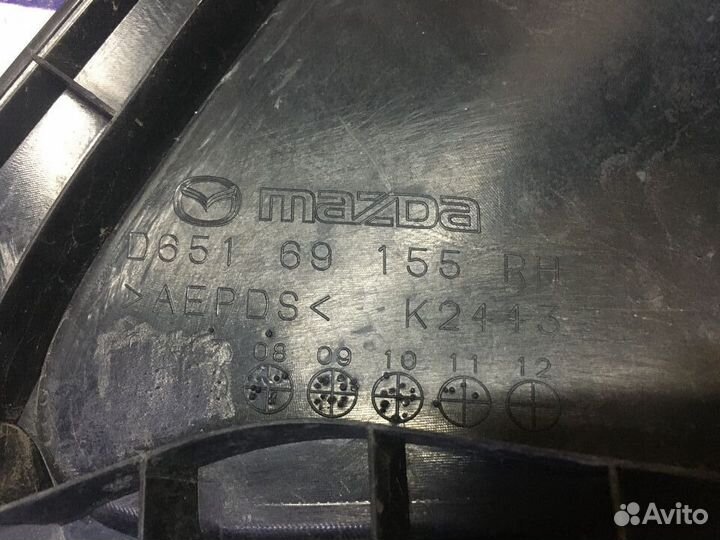 mazda
D651 69 155 RH
>AEPDS< K2443
08 09 10 11 12
Avito